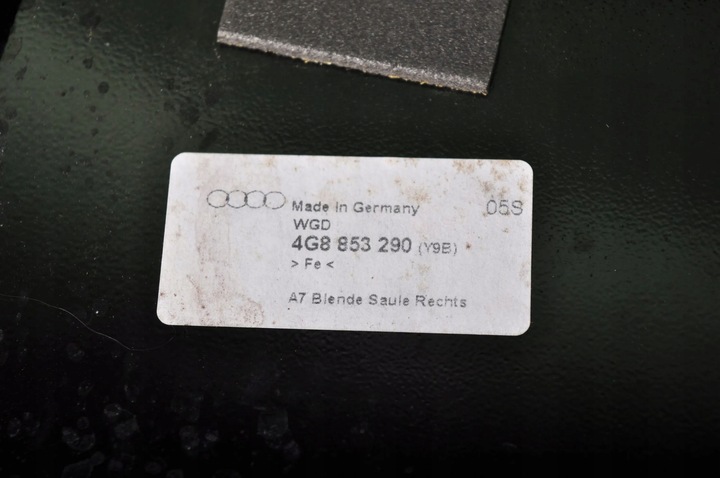 Made in Germany 05S
WGD
4G8 853 290 (Y9B)
> Fe <
A7 Blende Saule Rechts